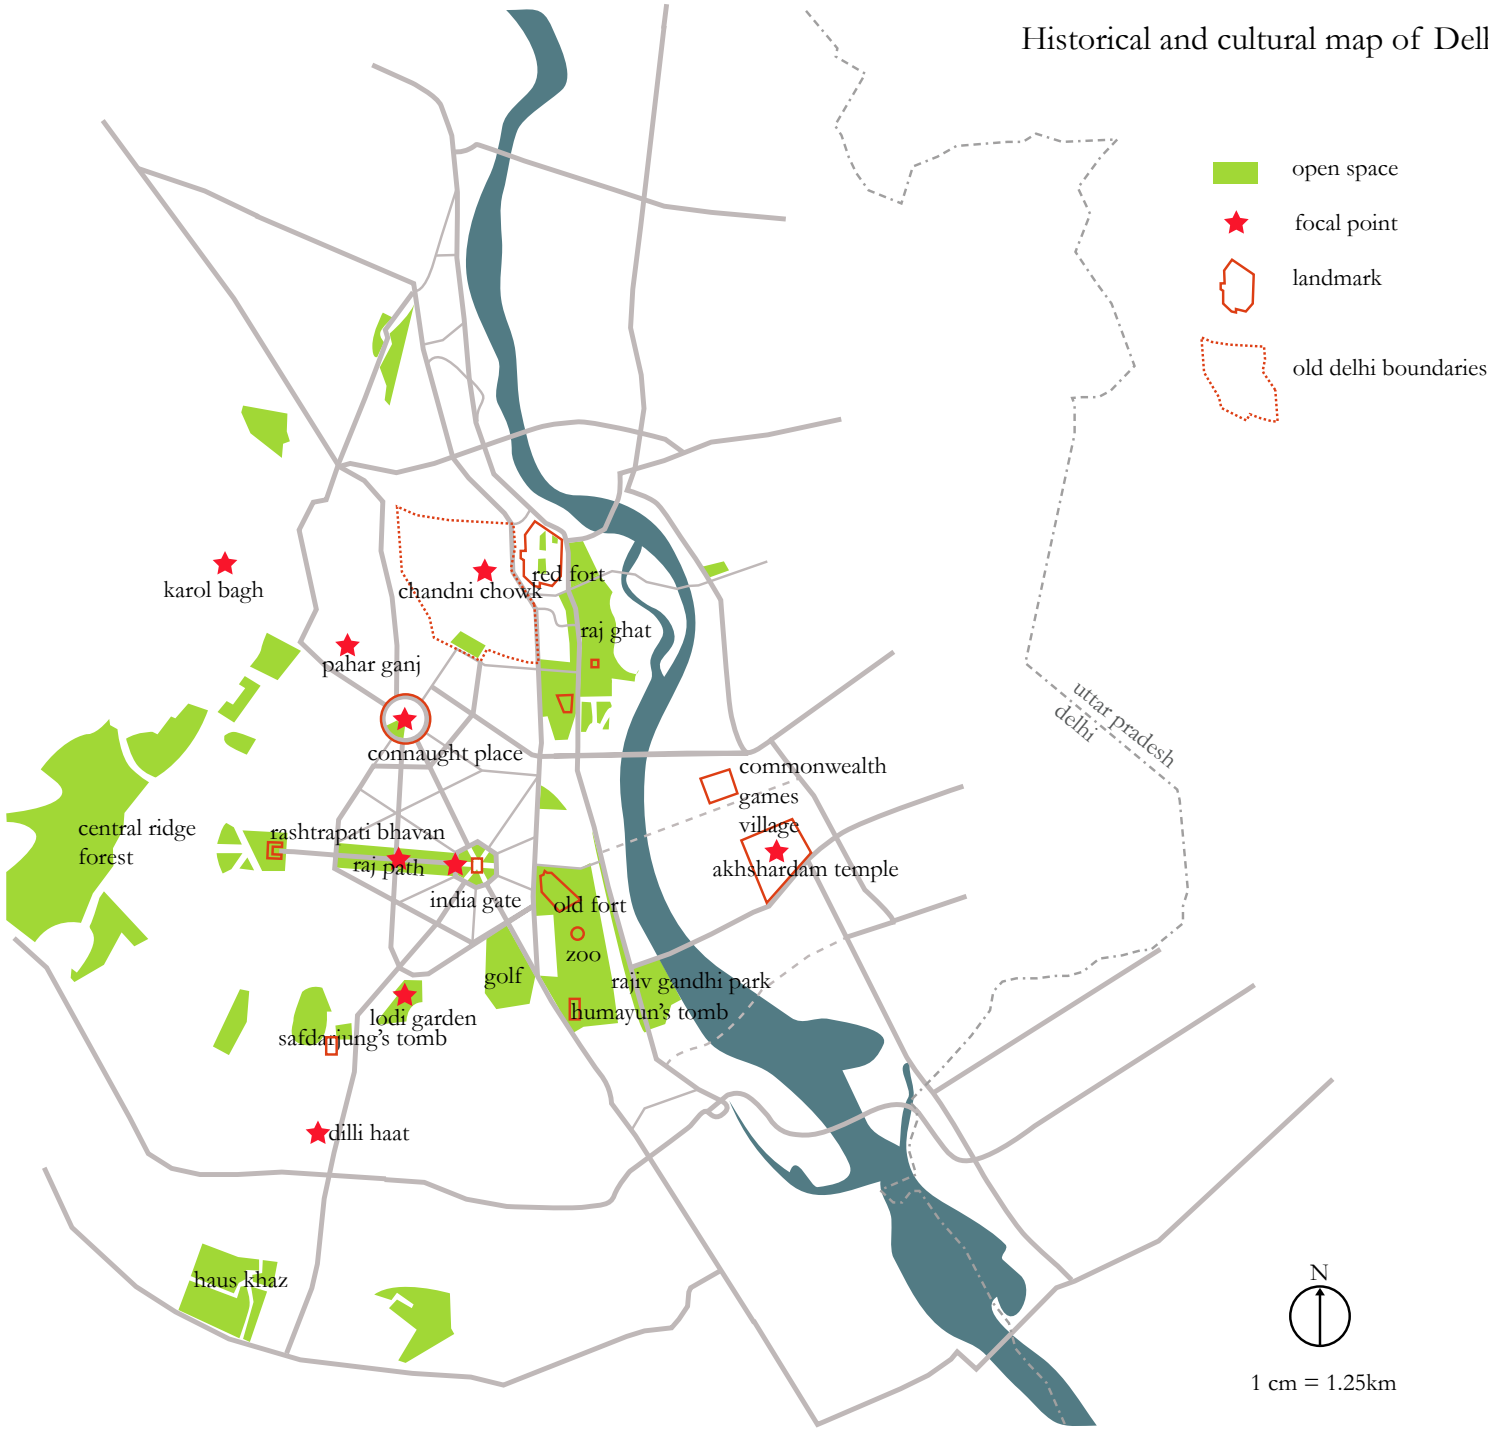 Historical and cultural map of Delh
open space
focal point
landmark
old delhi boundaries
karol bagh
chandni chowk
red fort
raj ghat
pahar ganj
connaught place
uttar pradesh
delhi
commonwealth
games
village
akhshardam temple
central ridge
forest
rashtrapati bhavan
raj path
india gate
old fort
zoo
golf
rajiv gandhi park
humayun's tomb
lodi garden
safdarjung's tomb
dilli haat
haus khaz
N
1 cm = 1.25km